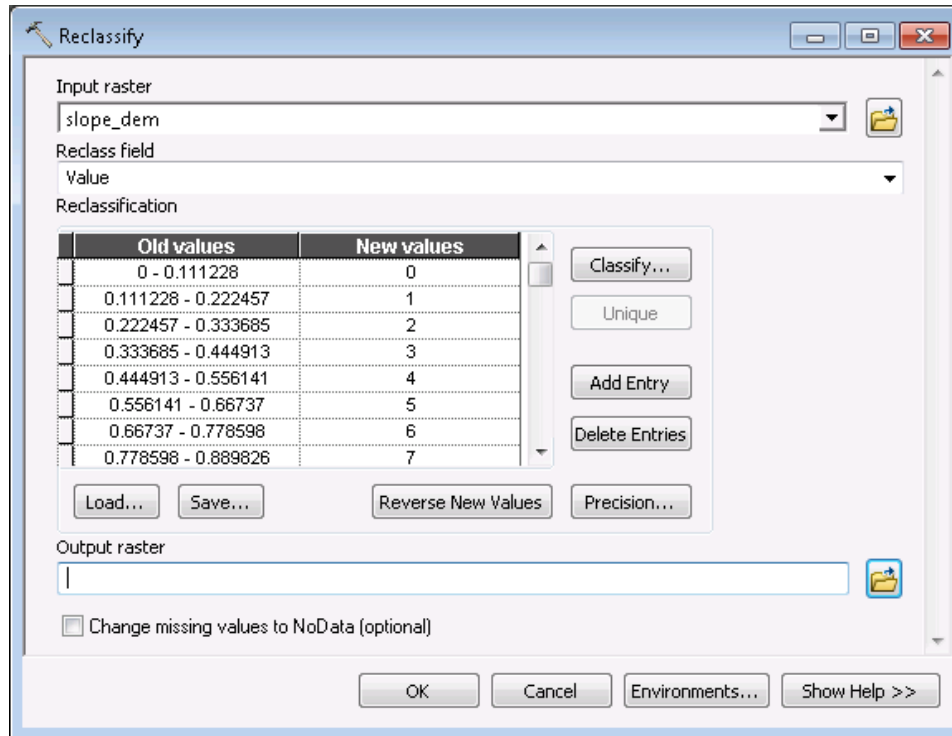 Reclassify
Input raster
slope_dem
Reclass field
Value
Reclassification
Old values New values
0 - 0.111228 0
0.111228 - 0.222457 1
0.222457 - 0.333685 2
0.333685 - 0.444913 3
0.444913 - 0.556141 4
0.556141 - 0.66737 5
0.66737 - 0.778598 6
0.778598 - 0.889826 7
Classify...
Unique
Add Entry
Delete Entries
Load... Save... Reverse New Values Precision...
Output raster
Change missing values to NoData (optional)
OK Cancel Environments... Show Help >>